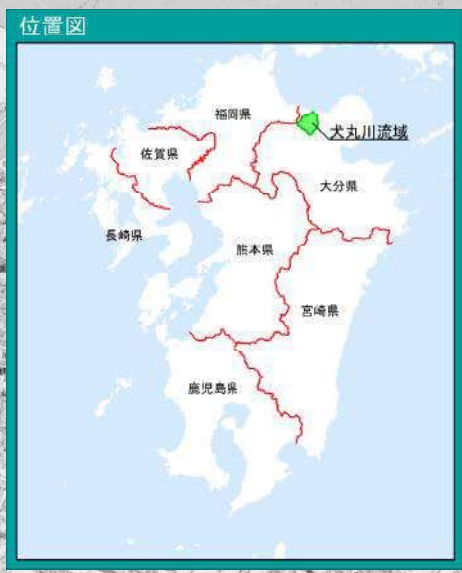 位置図
福岡県
犬丸川流域
佐賀県
大分県
長崎県
熊本県
宮崎県
鹿児島県